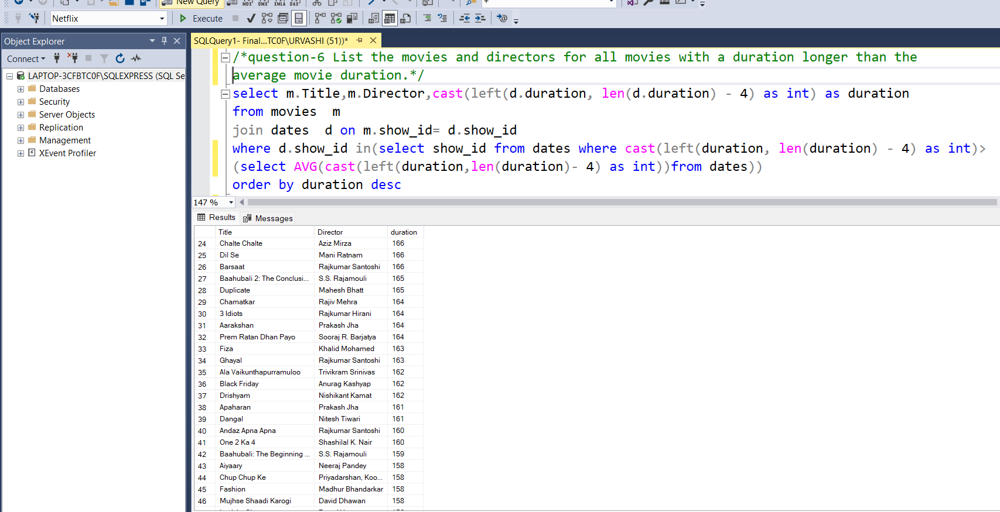 New Query
MDX DMX XMLA DAX
Netflix
Execute
Object Explorer
Connect
LAPTOP-3CFBTC0F\SQLEXPRESS (SQL Se
Databases
Security
Server Objects
Replication
Management
XEvent Profiler
SQLQuery1- Final...TC0F\URVASHI (51))*
/*question-6 List the movies and directors for all movies with a duration longer than the
average movie duration.*/
select m.Title,m.Director,cast(left(d.duration, len(d.duration) - 4) as int) as duration
from movies  m
join dates  d on m.show_id= d.show_id
where d.show_id in(select show_id from dates where cast(left(duration, len(duration) - 4) as int)>
(select AVG(cast(left(duration,len(duration)- 4) as int))from dates))
order by duration desc
147 %
Results Messages
Title Director duration
24 Chalte Chalte Aziz Mirza 166
25 Dil Se Mani Ratnam 166
26 Barsaat Rajkumar Santoshi 166
27 Baahubali 2: The Conclusi... S.S. Rajamouli 165
28 Duplicate Mahesh Bhatt 165
29 Chamatkar Rajiv Mehra 164
30 3 Idiots Rajkumar Hirani 164
31 Aarakshan Prakash Jha 164
32 Prem Ratan Dhan Payo Sooraj R. Barjatya 164
33 Fiza Khalid Mohamed 163
34 Ghayal Rajkumar Santoshi 163
35 Ala Vaikunthapurramuloo Trivikram Srinivas 162
36 Black Friday Anurag Kashyap 162
37 Drishyam Nishikant Kamat 162
38 Apaharan Prakash Jha 161
39 Dangal Nitesh Tiwari 161
40 Andaz Apna Apna Rajkumar Santoshi 160
41 One 2 Ka 4 Shashilal K. Nair 160
42 Baahubali: The Beginning ... S.S. Rajamouli 159
43 Aiyaary Neeraj Pandey 158
44 Chup Chup Ke Priyadarshan, Koo... 158
45 Fashion Madhur Bhandarkar 158
46 Mujhse Shaadi Karogi David Dhawan 158